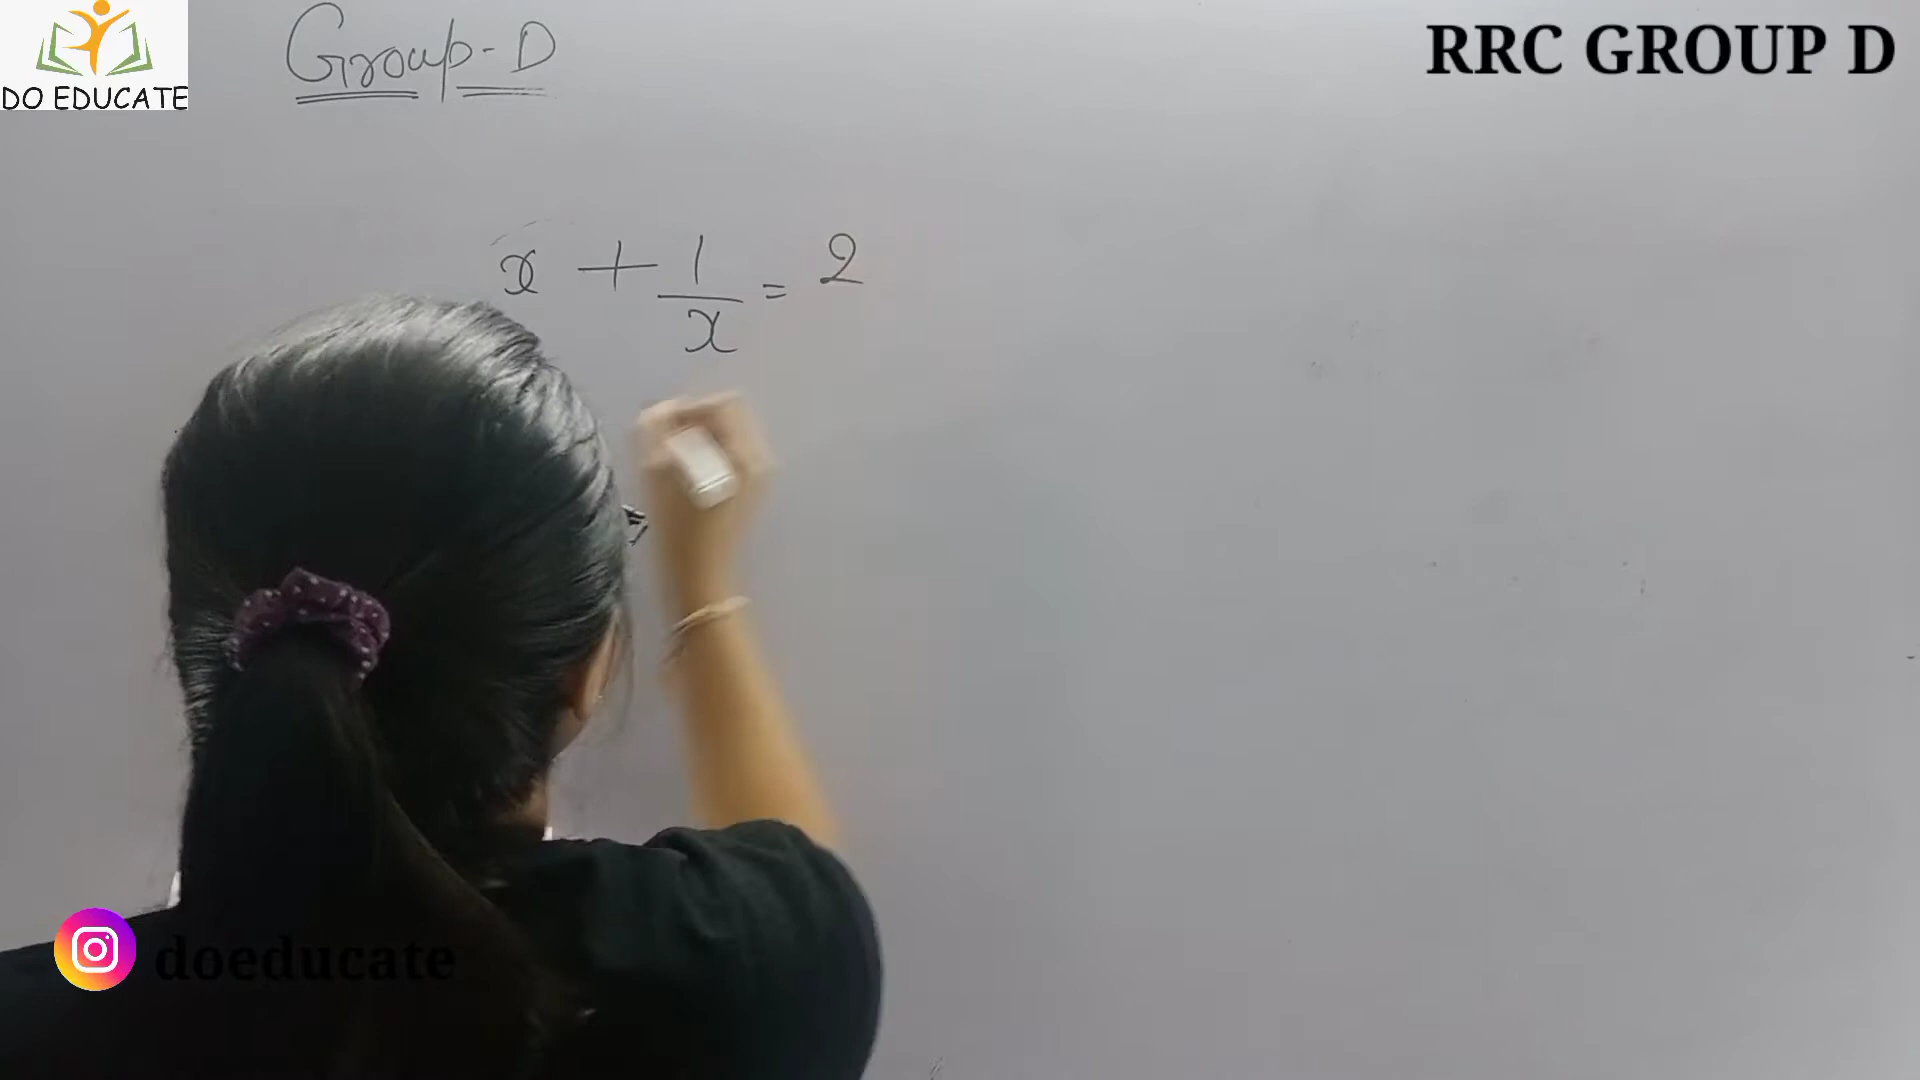 DO EDUCATE
Group-D
RRC GROUP D
x + 1/x = 2
doeducate